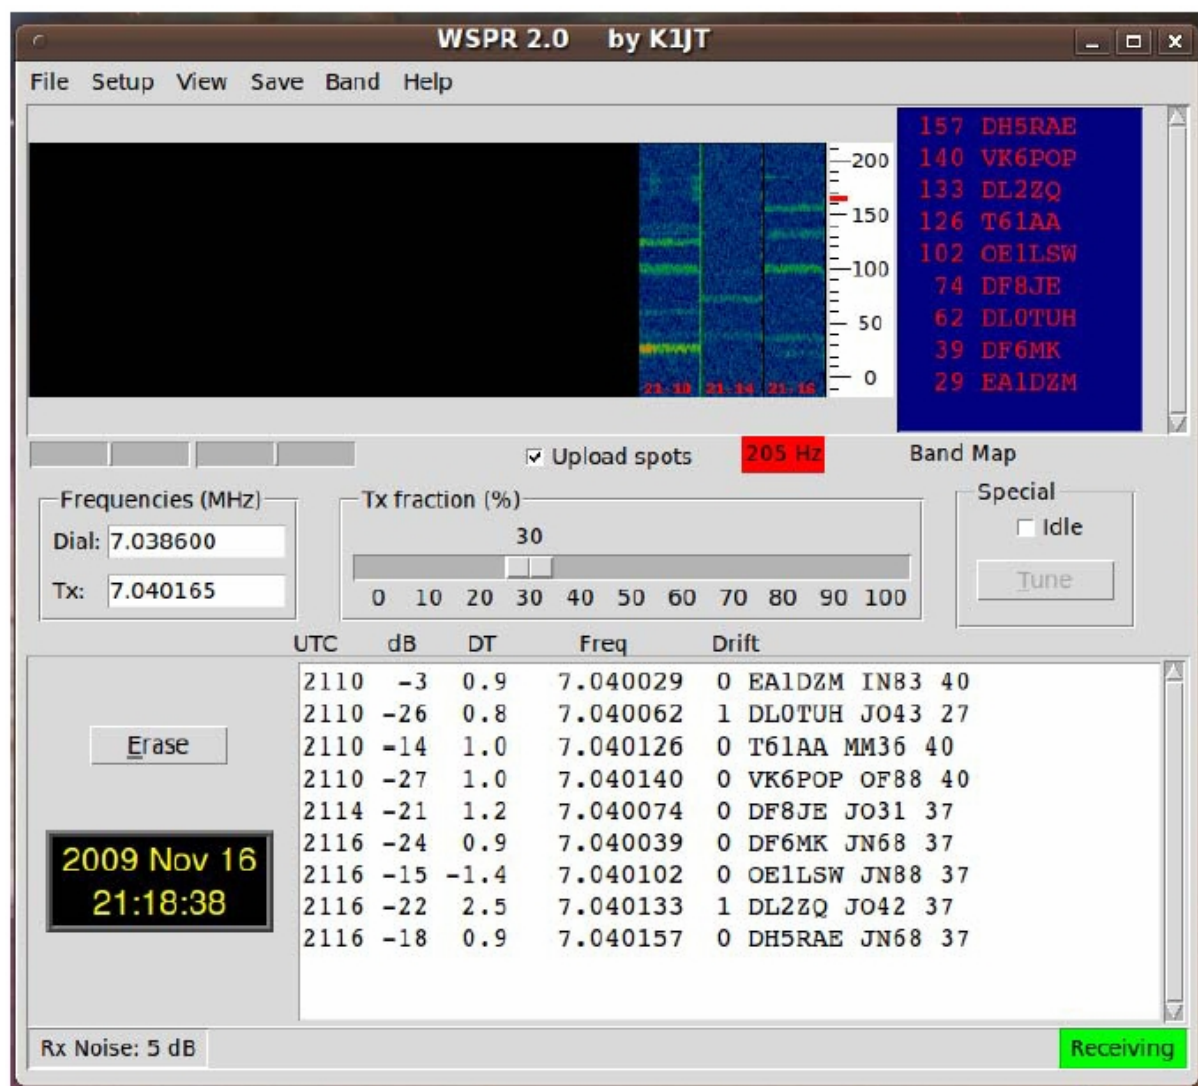 WSPR 2.0 by K1JT
File Setup View Save Band Help
157 DH5RAE
140 VK6POP
133 DL2ZQ
126 T61AA
102 OE1LSW
74 DF8JE
62 DL0TUH
39 DF6MK
29 EA1DZM
200
150
100
50
0
21-10 21-14 21-16
Upload spots
205 Hz
Band Map
Frequencies (MHz)
Dial: 7.038600
Tx: 7.040165
Tx fraction (%)
30
0 10 20 30 40 50 60 70 80 90 100
Special
Idle
Tune
UTC dB DT Freq Drift
2110 -3 0.9 7.040029 0 EA1DZM IN83 40
2110 -26 0.8 7.040062 1 DL0TUH JO43 27
2110 -14 1.0 7.040126 0 T61AA MM36 40
2110 -27 1.0 7.040140 0 VK6POP OF88 40
2114 -21 1.2 7.040074 0 DF8JE JO31 37
2116 -24 0.9 7.040039 0 DF6MK JN68 37
2116 -15 -1.4 7.040102 0 OE1LSW JN88 37
2116 -22 2.5 7.040133 1 DL2ZQ JO42 37
2116 -18 0.9 7.040157 0 DH5RAE JN68 37
Erase
2009 Nov 16
21:18:38
Rx Noise: 5 dB
Receiving